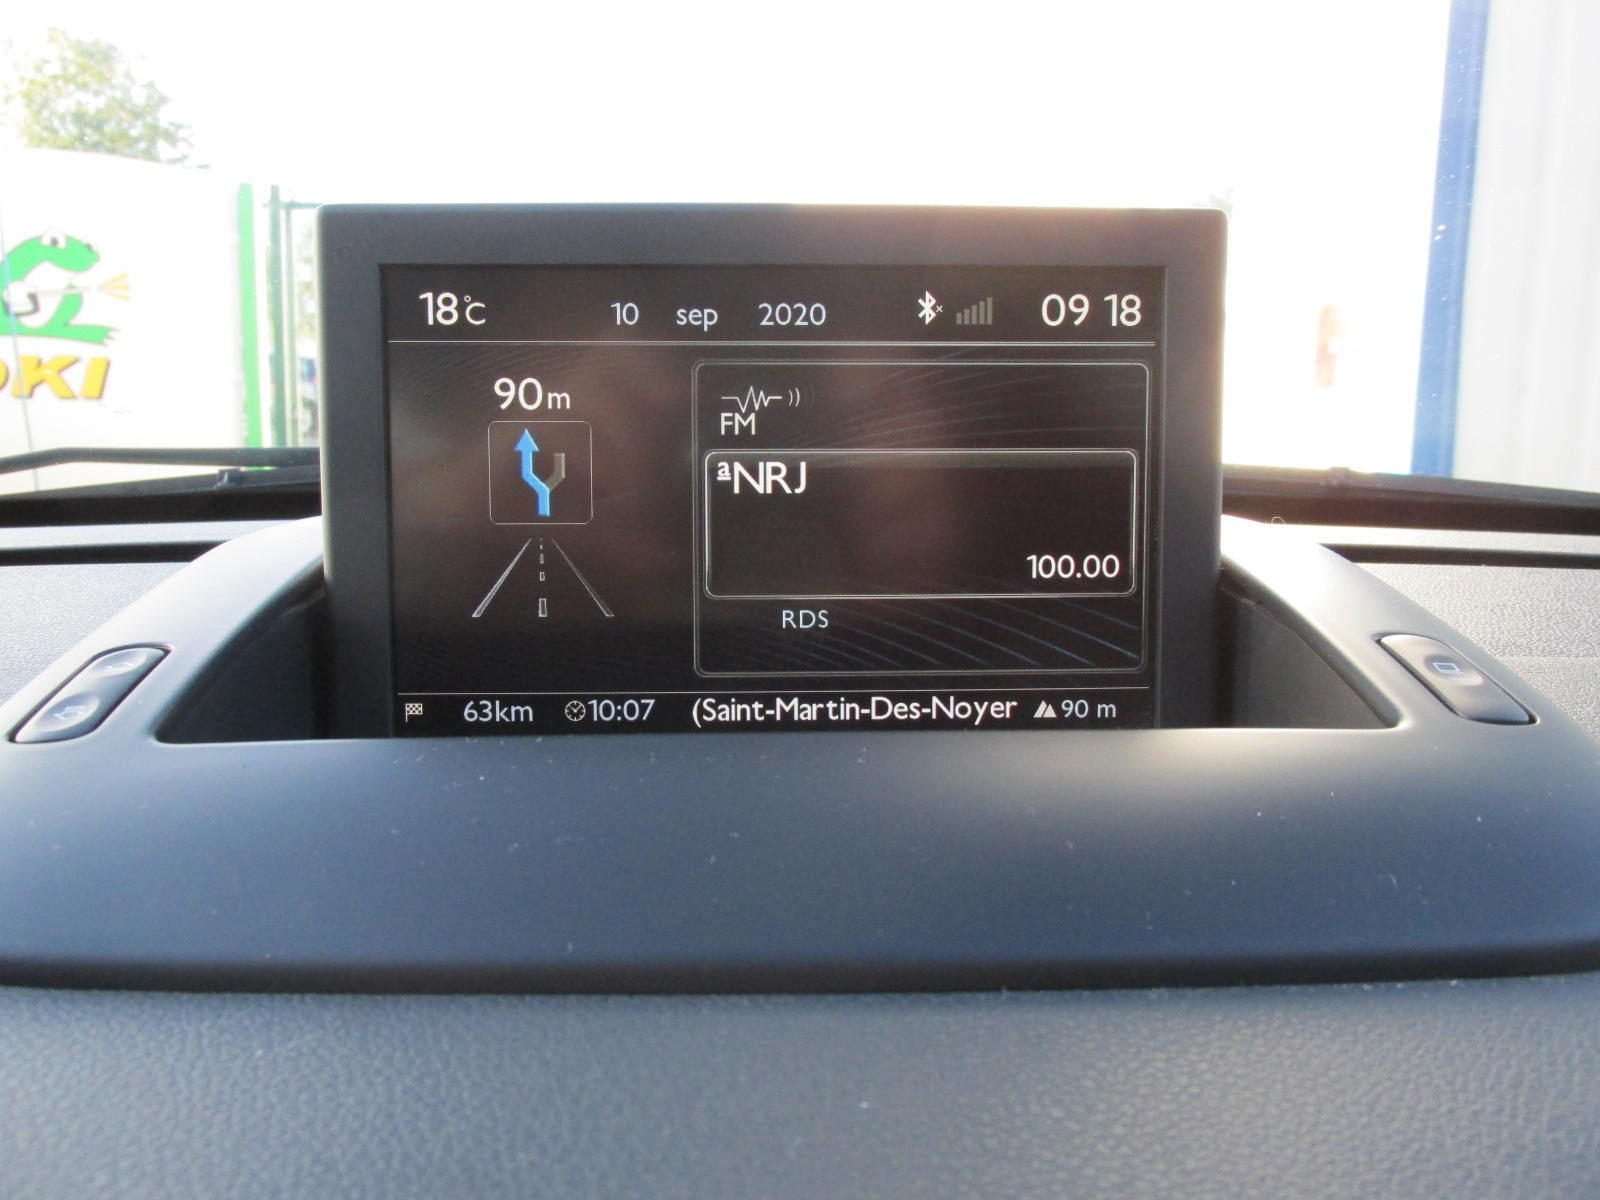 18°C 10 sep 2020 09 18
90m
FM
ªNRJ
100.00
RDS
63km 10:07 (Saint-Martin-Des-Noyer 90 m
OKI